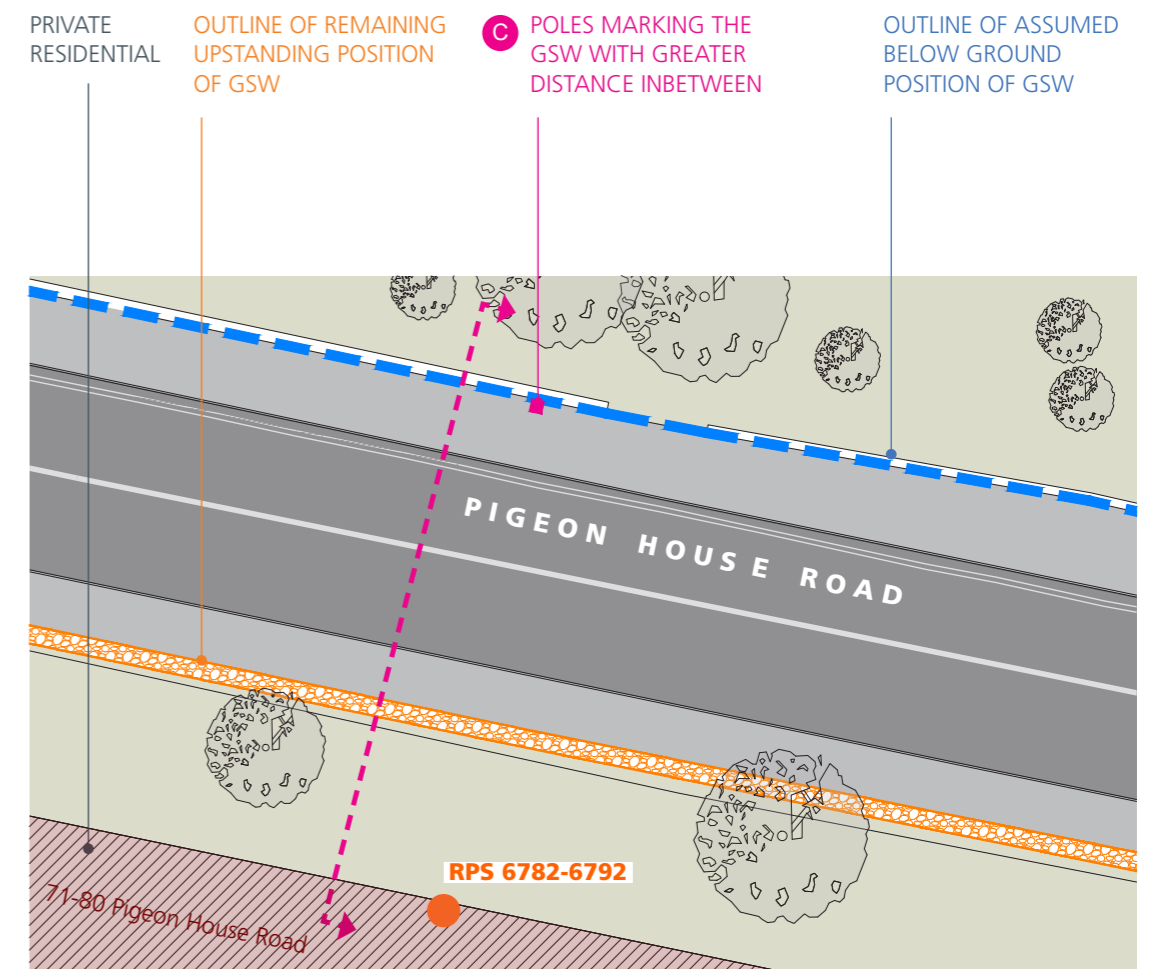 PRIVATE
RESIDENTIAL
OUTLINE OF REMAINING
UPSTANDING POSITION
OF GSW
C
POLES MARKING THE
GSW WITH GREATER
DISTANCE INBETWEEN
OUTLINE OF ASSUMED
BELOW GROUND
POSITION OF GSW
PIGEON HOUSE ROAD
RPS 6782-6792
71-80 Pigeon House Road